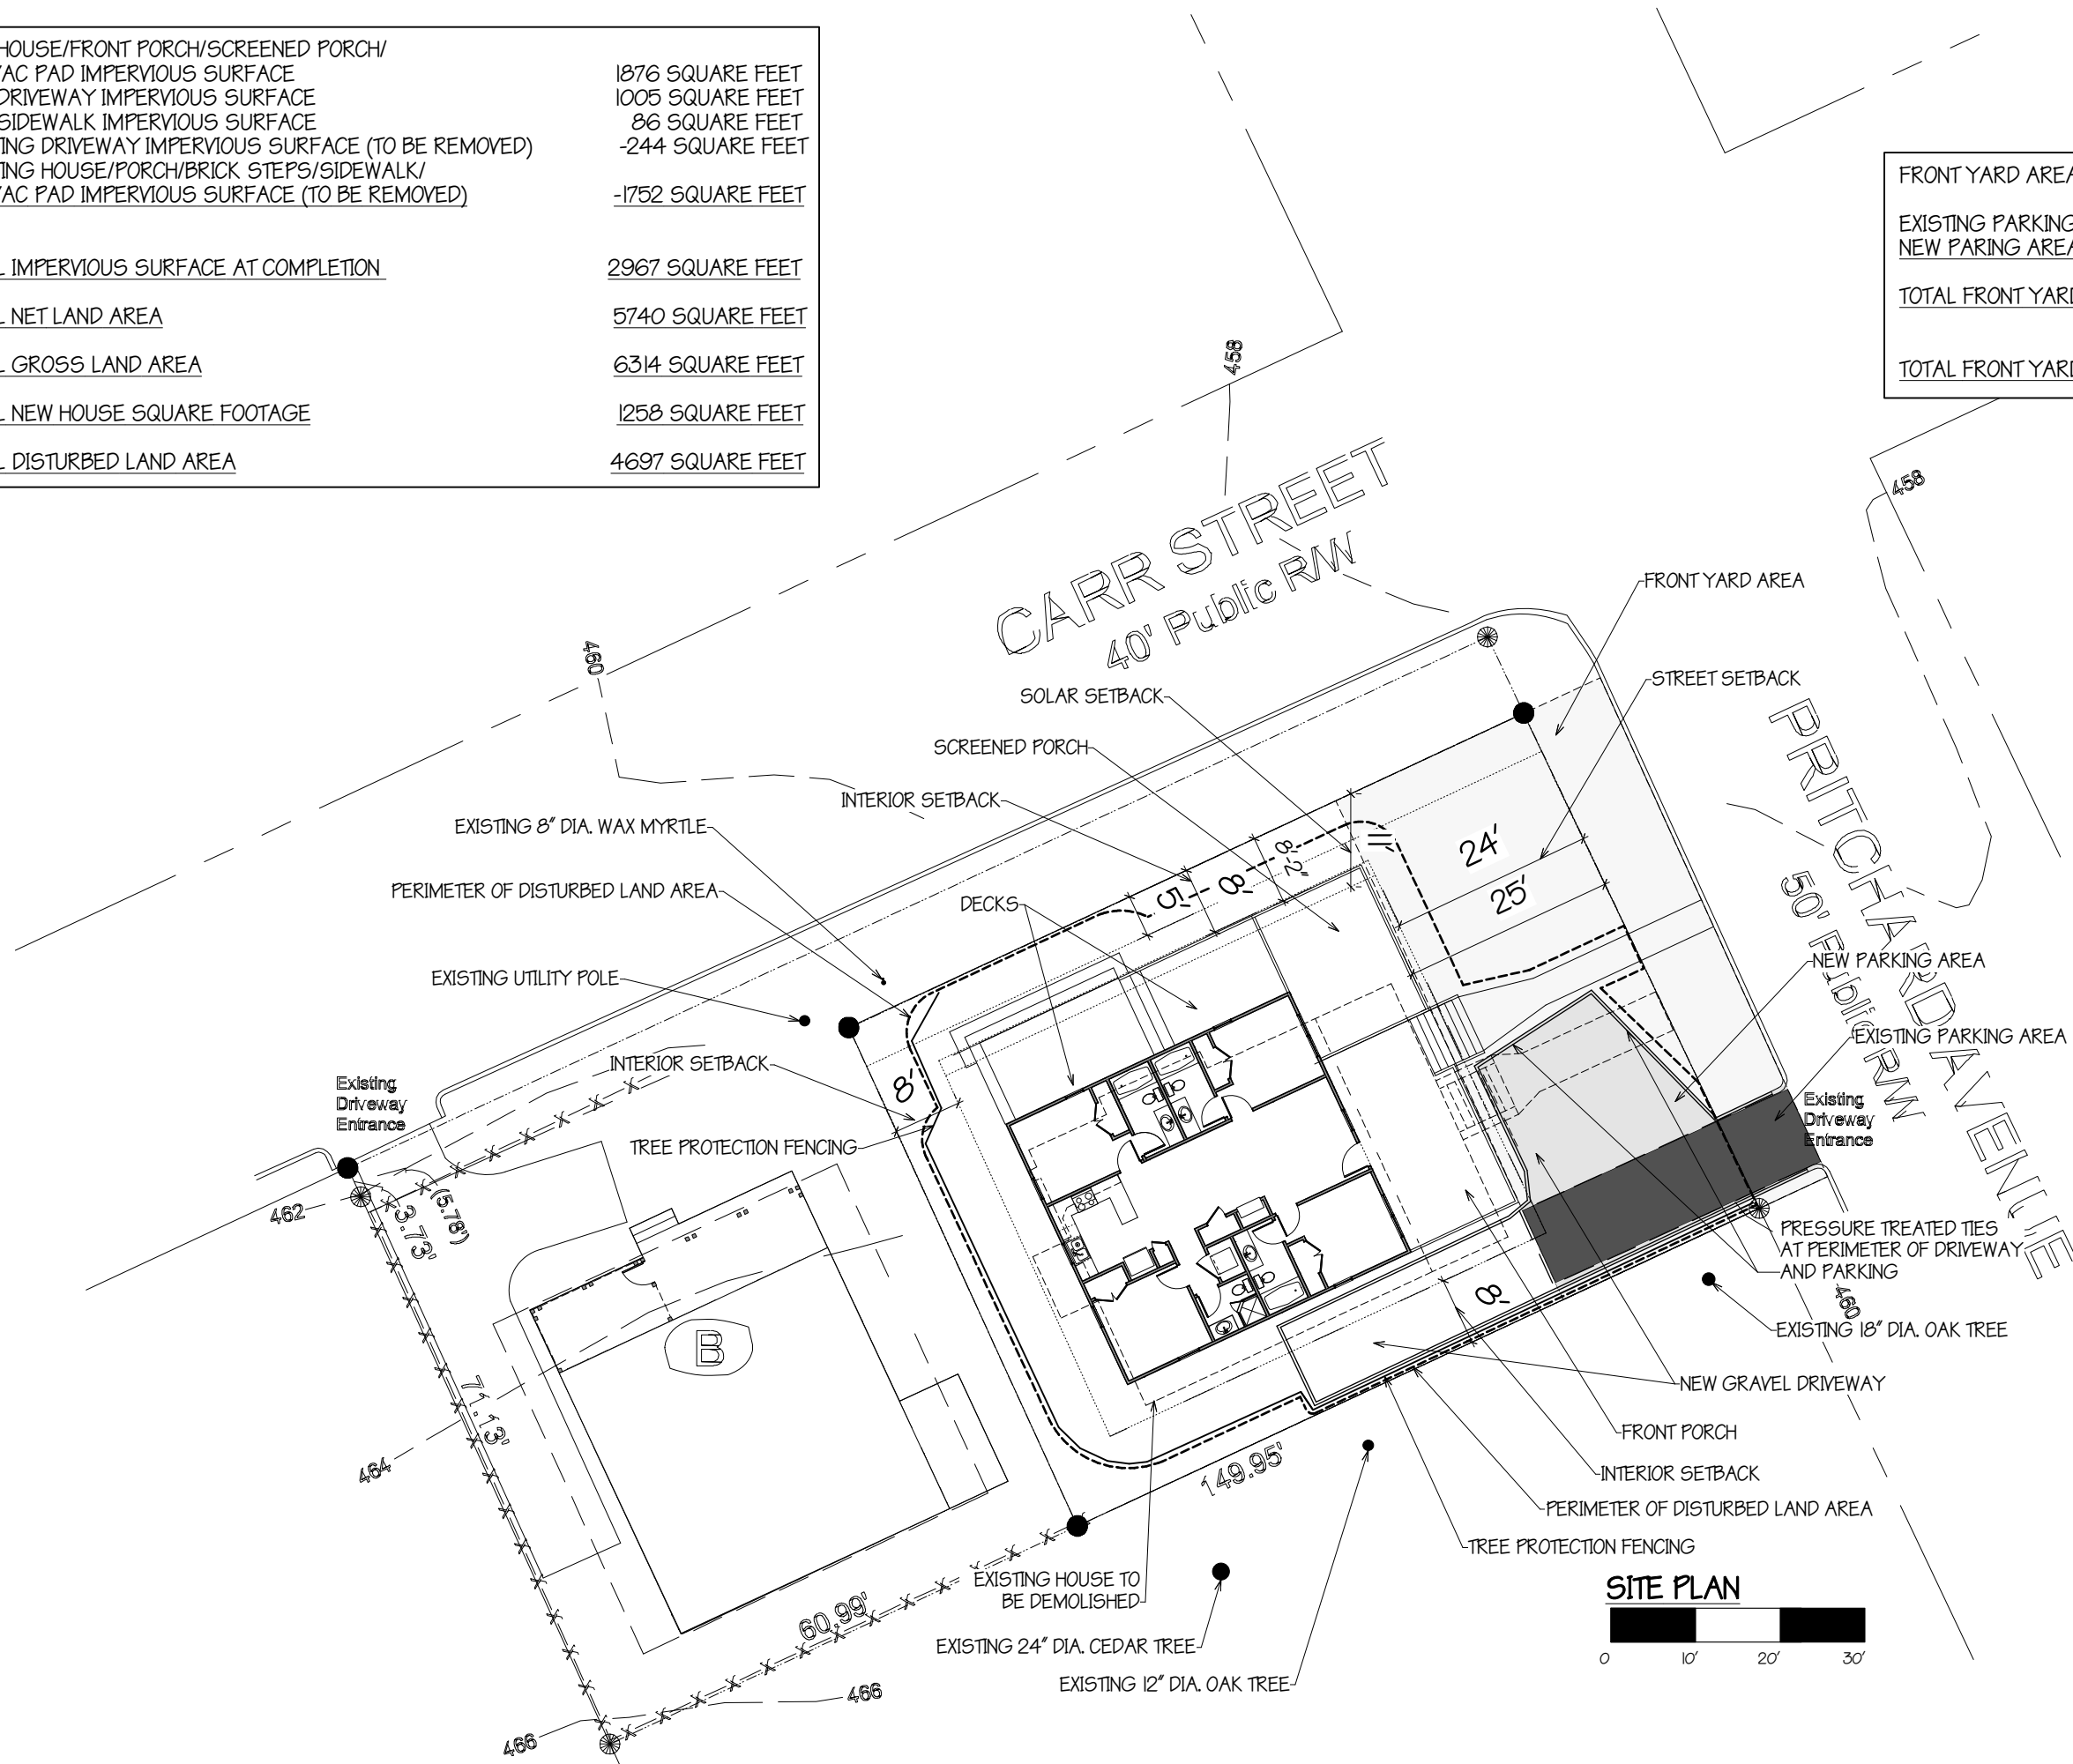 HOUSE/FRONT PORCH/SCREENED PORCH/
AC PAD IMPERVIOUS SURFACE 1876 SQUARE FEET
DRIVEWAY IMPERVIOUS SURFACE 1005 SQUARE FEET
SIDEWALK IMPERVIOUS SURFACE 86 SQUARE FEET
TING DRIVEWAY IMPERVIOUS SURFACE (TO BE REMOVED) -244 SQUARE FEET
TING HOUSE/PORCH/BRICK STEPS/SIDEWALK/
AC PAD IMPERVIOUS SURFACE (TO BE REMOVED) -1752 SQUARE FEET
L IMPERVIOUS SURFACE AT COMPLETION 2967 SQUARE FEET
L NET LAND AREA 5740 SQUARE FEET
L GROSS LAND AREA 6314 SQUARE FEET
L NEW HOUSE SQUARE FOOTAGE 1258 SQUARE FEET
L DISTURBED LAND AREA 4697 SQUARE FEET
FRONT YARD AREA
EXISTING PARKING
NEW PARING AREA
TOTAL FRONT YARD
TOTAL FRONT YARD
458
458
CARR STREET
40' Public R/W
460
FRONT YARD AREA
STREET SETBACK
SOLAR SETBACK
SCREENED PORCH
INTERIOR SETBACK
EXISTING 8" DIA. WAX MYRTLE
PERIMETER OF DISTURBED LAND AREA
DECKS
EXISTING UTILITY POLE
INTERIOR SETBACK
TREE PROTECTION FENCING
5'
8'
8'-2"
11'
24'
25'
8'
PRITCHARD AVENUE
50' Public R/W
NEW PARKING AREA
EXISTING PARKING AREA
Existing
Driveway
Entrance
Existing
Driveway
Entrance
462
(5.78')
3.73'
71.13'
B
464
8'
PRESSURE TREATED TIES
AT PERIMETER OF DRIVEWAY
AND PARKING
460
EXISTING 18" DIA. OAK TREE
NEW GRAVEL DRIVEWAY
FRONT PORCH
INTERIOR SETBACK
PERIMETER OF DISTURBED LAND AREA
TREE PROTECTION FENCING
149.95'
60.99'
EXISTING HOUSE TO
BE DEMOLISHED
EXISTING 24" DIA. CEDAR TREE
EXISTING 12" DIA. OAK TREE
466
466
SITE PLAN
0 10' 20' 30'